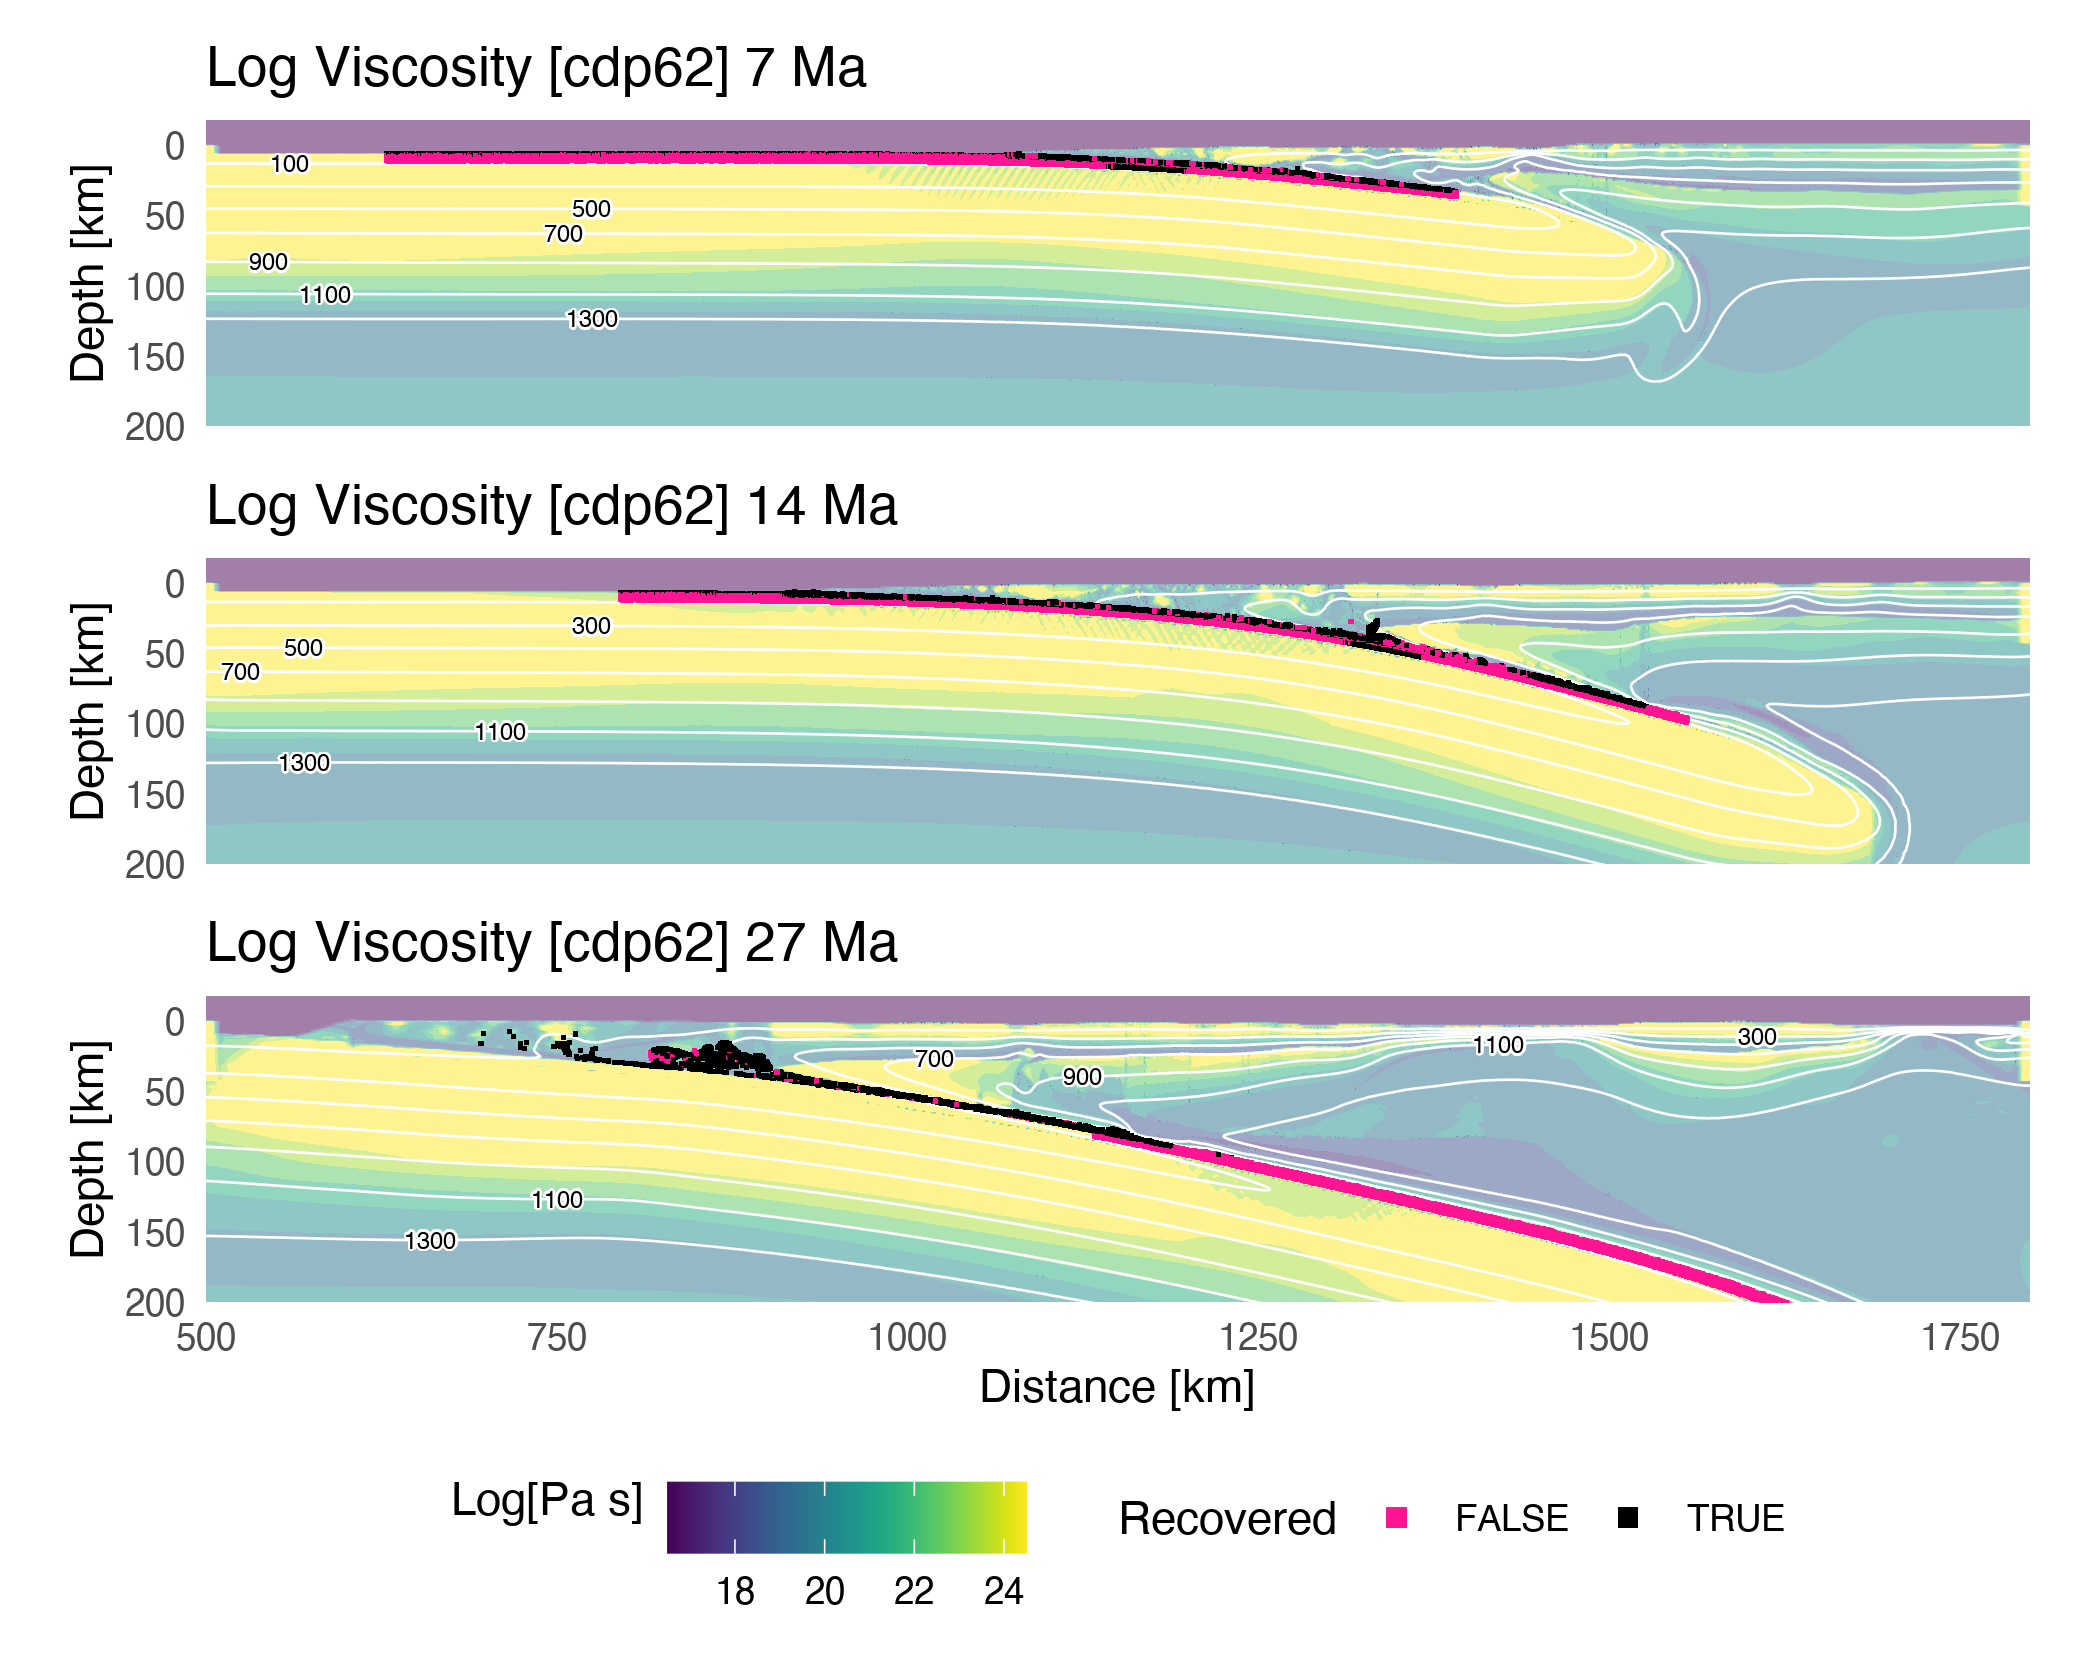 Log Viscosity [cdp62] 7 Ma
Depth [km]
0
50
100
150
200
100
500
700
900
1100
1300
Log Viscosity [cdp62] 14 Ma
Depth [km]
0
50
100
150
200
300
500
700
1100
1300
Log Viscosity [cdp62] 27 Ma
Depth [km]
0
50
100
150
200
300
1100
700
900
1100
1300
500 750 1000 1250 1500 1750
Distance [km]
Log[Pa s]
18 20 22 24
Recovered FALSE TRUE